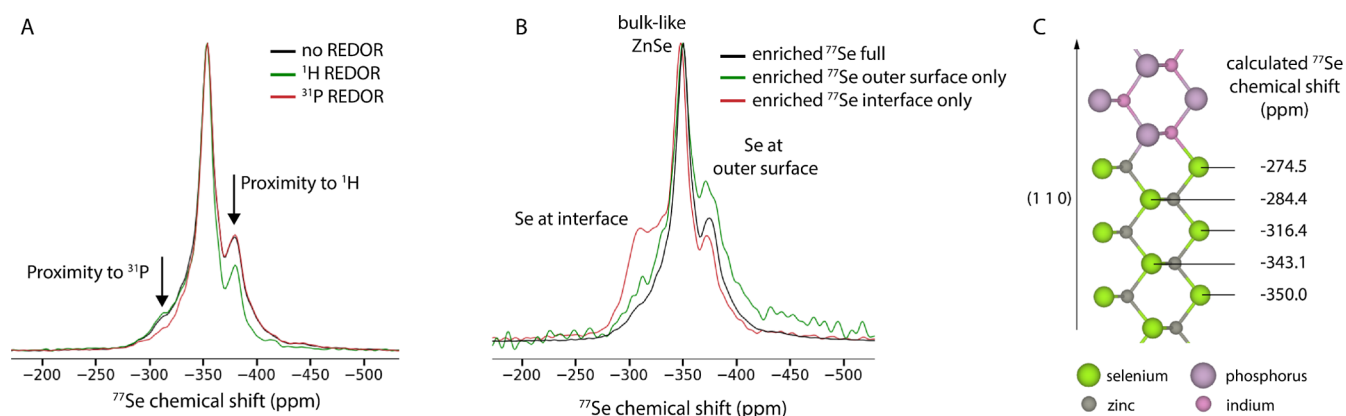 A
no REDOR
¹H REDOR
³¹P REDOR
Proximity to ¹H
Proximity to ³¹P
−200 −250 −300 −350 −400 −450 −500
⁷⁷Se chemical shift (ppm)
B
bulk-like
ZnSe
enriched ⁷⁷Se full
enriched ⁷⁷Se outer surface only
enriched ⁷⁷Se interface only
Se at
outer surface
Se at interface
−200 −250 −300 −350 −400 −450 −500
⁷⁷Se chemical shift (ppm)
C
calculated ⁷⁷Se
chemical shift
(ppm)
(1 1 0)
-274.5
-284.4
-316.4
-343.1
-350.0
selenium
phosphorus
zinc
indium